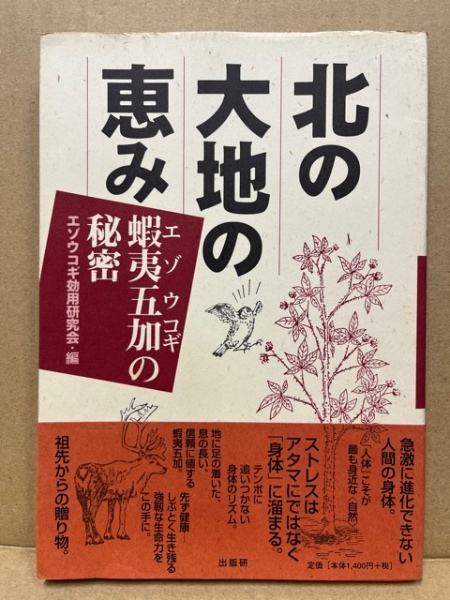 北の
大地の
恵み
エゾウコギ
蝦夷五加の
秘密
エゾウコギ効用研究会・編
急激に進化できない
人間の身体。
「人体」こそが
最も身近な〈自然〉
ストレスは
アタマにではなく
「身体」に溜まる。
テンポに
追いつかない
身体のリズム。
地に足の着いた、
息の長い、
信頼に値する
蝦夷五加。
先ず健康。
しぶとく生き残る
強靱な生命力を
この手に。
祖先からの贈り物。
出版研
定価［本体1,400円+税］